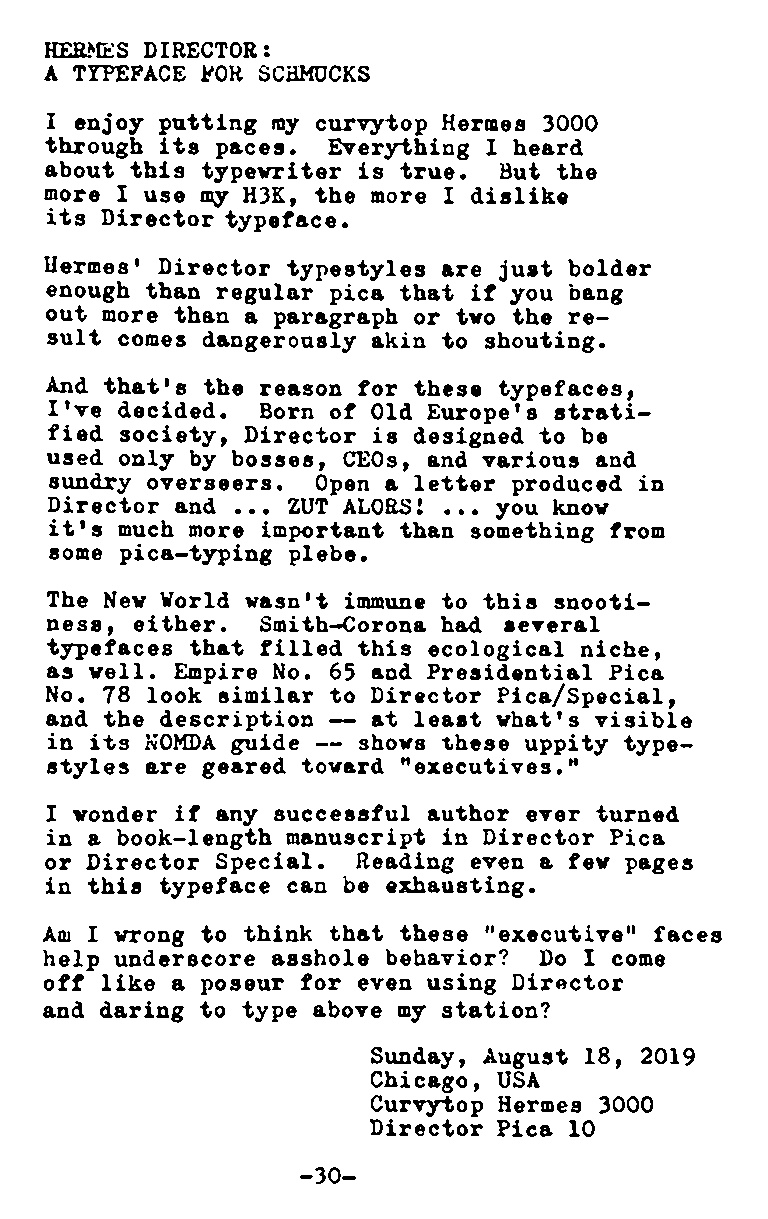 HERMES DIRECTOR:
A TYPEFACE FOR SCHMUCKS
I enjoy putting my curvytop Hermes 3000
through its paces.  Everything I heard
about this typewriter is true.  But the
more I use my H3K, the more I dislike
its Director typeface.
Hermes' Director typestyles are just bolder
enough than regular pica that if you bang
out more than a paragraph or two the re-
sult comes dangerously akin to shouting.
And that's the reason for these typefaces,
I've decided.  Born of Old Europe's strati-
fied society, Director is designed to be
used only by bosses, CEOs, and various and
sundry overseers.  Open a letter produced in
Director and ... ZUT ALORS! ... you know
it's much more important than something from
some pica-typing plebe.
The New World wasn't immune to this snooti-
ness, either.  Smith-Corona had several
typefaces that filled this ecological niche,
as well. Empire No. 65 and Presidential Pica
No. 78 look similar to Director Pica/Special,
and the description -- at least what's visible
in its NOMDA guide -- shows these uppity type-
styles are geared toward "executives."
I wonder if any successful author ever turned
in a book-length manuscript in Director Pica
or Director Special.  Reading even a few pages
in this typeface can be exhausting.
Am I wrong to think that these "executive" faces
help underscore asshole behavior?  Do I come
off like a poseur for even using Director
and daring to type above my station?
Sunday, August 18, 2019
Chicago, USA
Curvytop Hermes 3000
Director Pica 10
-30-